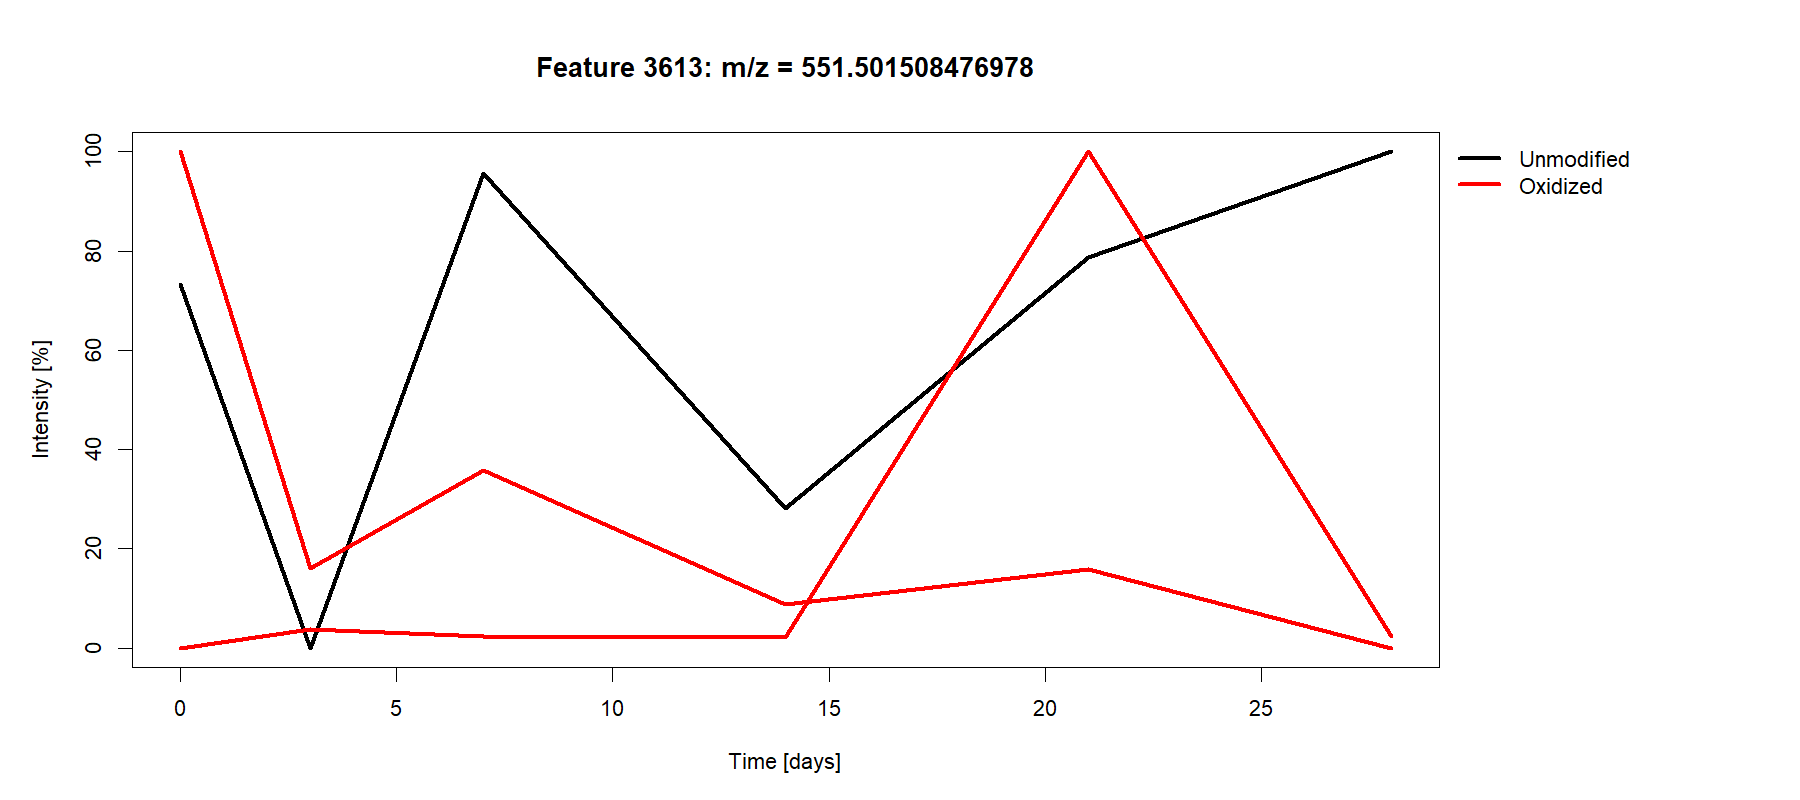 Feature 3613: m/z = 551.501508476978
Unmodified
Oxidized
Intensity [%]
100
80
60
40
20
0
0 5 10 15 20 25
Time [days]